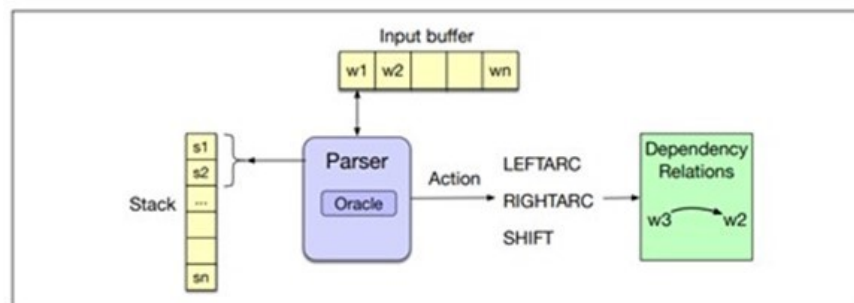 Input buffer
w1 w2 wn
s1
s2
...
sn
Stack
Parser
Oracle
Action
LEFTARC
RIGHTARC
SHIFT
Dependency
Relations
w3 w2